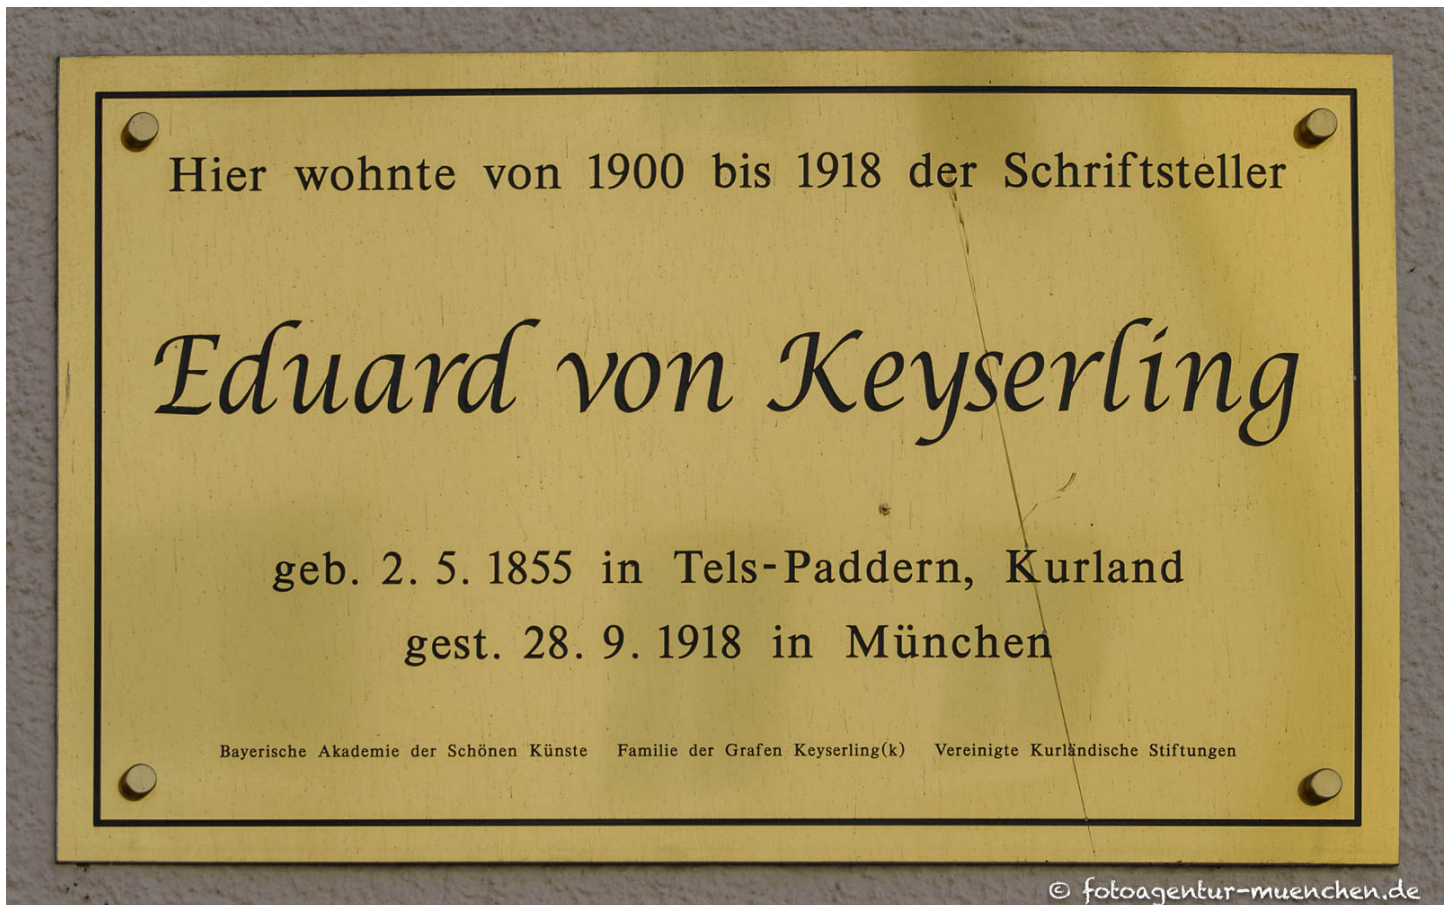 Hier wohnte von 1900 bis 1918 der Schriftsteller
Eduard von Keyserling
geb. 2. 5. 1855 in Tels-Paddern, Kurland
gest. 28. 9. 1918 in München
Bayerische Akademie der Schönen Künste Familie der Grafen Keyserling(k) Vereinigte Kurländische Stiftungen
© fotoagentur-muenchen.de